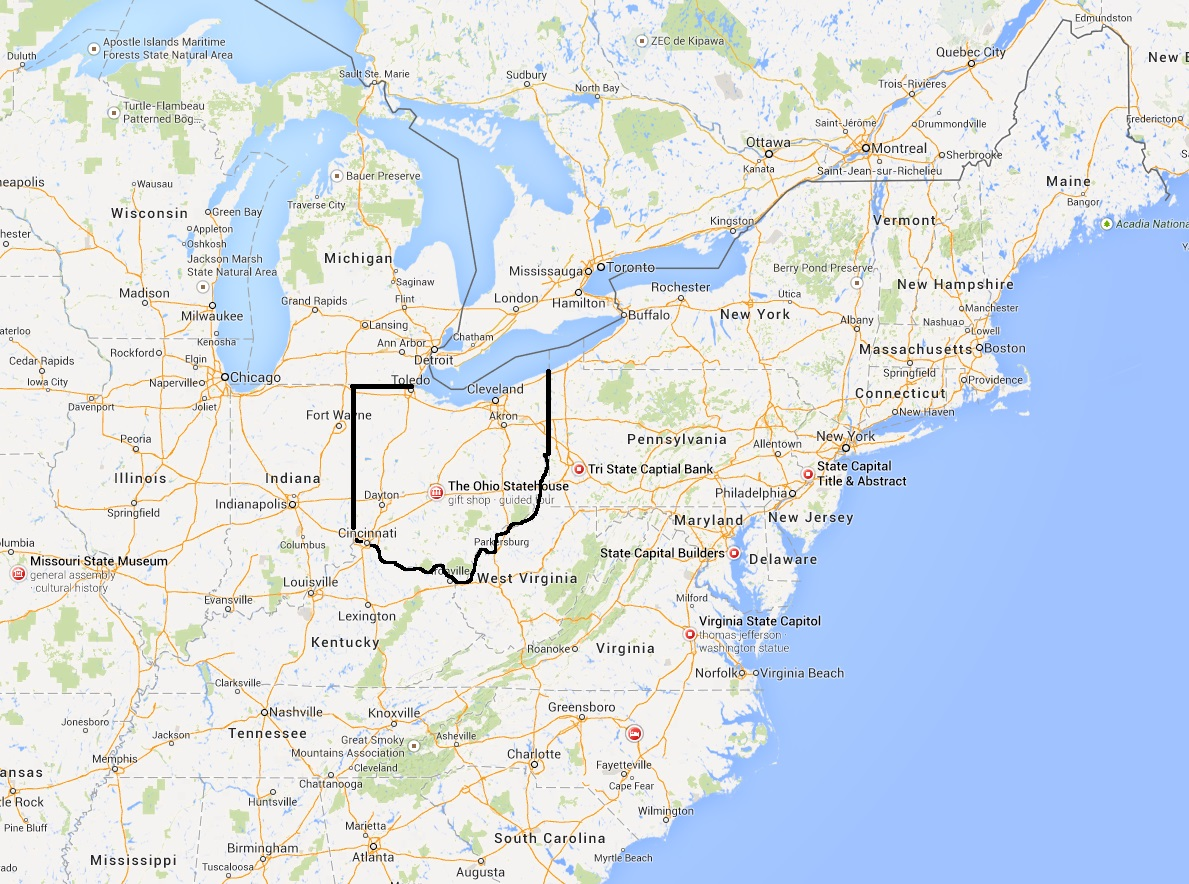 Edmundston
Apostle Islands Maritime
Forests State Natural Area
ZEC de Kipawa
Quebec City
New B
Duluth
Sault Ste. Marie
Sudbury
North Bay
Trois-Rivières
Turtle-Flambeau
Patterned Bog...
Saint-Jérôme
Drummondville
Fredericton
Ottawa
Montreal
Sherbrooke
Kanata
Saint-Jean-sur-Richelieu
Bauer Preserve
neapolis
Wausau
Maine
Bangor
Wisconsin
Green Bay
Traverse City
Kingston
Vermont
Acadia Nationa
Appleton
hester
Oshkosh
Jackson Marsh
State Natural Area
Michigan
Mississauga
Toronto
Berry Pond Preserve
Saginaw
New Hampshire
Madison
Grand Rapids
Flint
London
Hamilton
Rochester
Utica
Milwaukee
Buffalo
New York
Albany
Manchester
Lansing
Nashua
Lowell
aterloo
Kenosha
Ann Arbor
Chatham
Rockford
Detroit
Massachusetts
Boston
Cedar Rapids
Elgin
Springfield
Iowa City
Naperville
Chicago
Toledo
Cleveland
Providence
Davenport
Joliet
Connecticut
Fort Wayne
Akron
New Haven
Peoria
Pennsylvania
Allentown
New York
Illinois
Indiana
Tri State Captial Bank
State Capital
Title & Abstract
The Ohio Statehouse
gift shop · guided tour
Dayton
Philadelphia
Springfield
Indianapolis
Maryland
New Jersey
Cincinnati
Columbus
Parkersburg
olumbia
State Capital Builders
Delaware
Missouri State Museum
general assembly
cultural history
Louisville
West Virginia
Evansville
Milford
Lexington
Virginia State Capitol
thomas jefferson
washington statue
Kentucky
Roanoke
Virginia
Norfolk
Virginia Beach
Clarksville
Greensboro
Nashville
Knoxville
Jonesboro
Tennessee
Jackson
Great Smoky
Mountains Association
Asheville
Charlotte
Memphis
Cleveland
Fayetteville
ansas
Chattanooga
Cape Fear
tle Rock
Huntsville
Wilmington
Pine Bluff
Marietta
South Carolina
Birmingham
Atlanta
Myrtle Beach
Mississippi
Tuscaloosa
Augusta